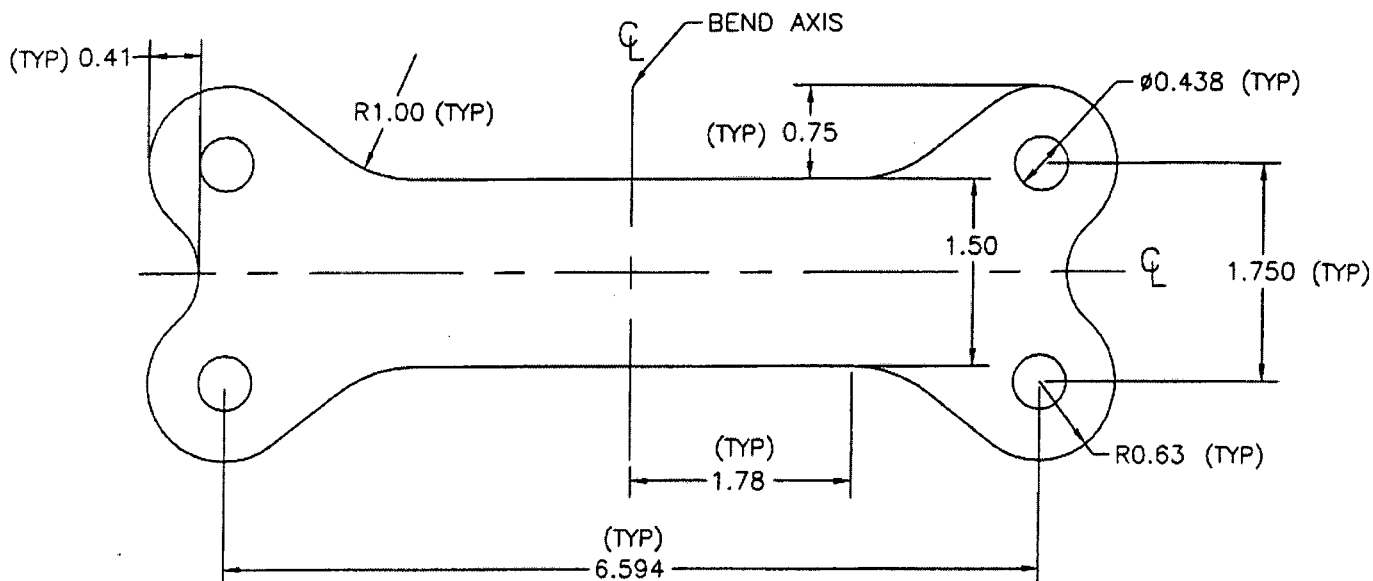 BEND AXIS
℄
(TYP) 0.41
R1.00 (TYP)
ø0.438 (TYP)
(TYP) 0.75
1.50
℄
1.750 (TYP)
(TYP)
1.78
R0.63 (TYP)
(TYP)
6.594